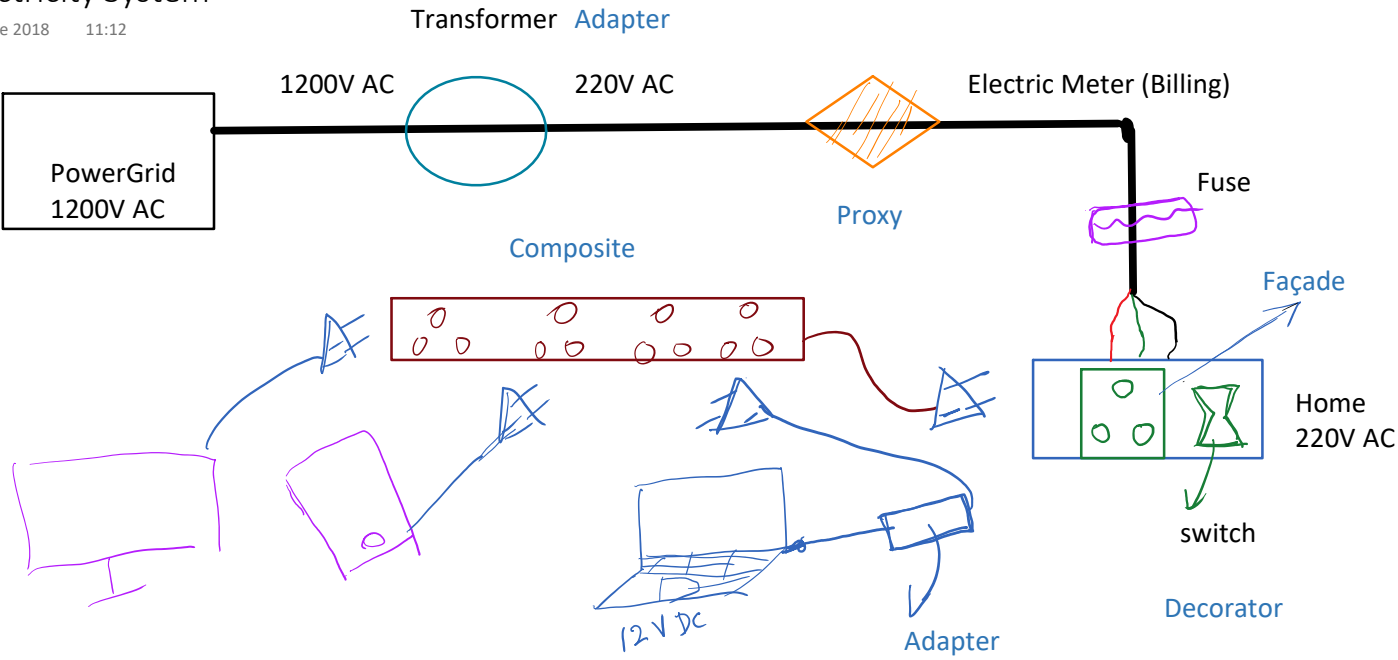 Transformer Adapter
2018 11:12
1200V AC
220V AC
Electric Meter (Billing)
PowerGrid
1200V AC
Fuse
Proxy
Composite
Façade
Home
220V AC
switch
12V DC
Decorator
Adapter